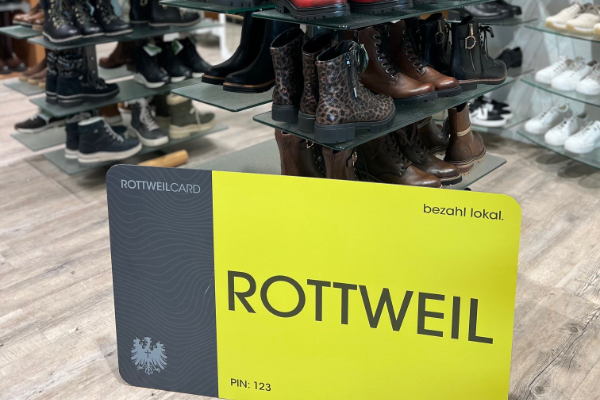 ROTTWEILCARD
bezahl lokal.
ROTTWEIL
PIN: 123